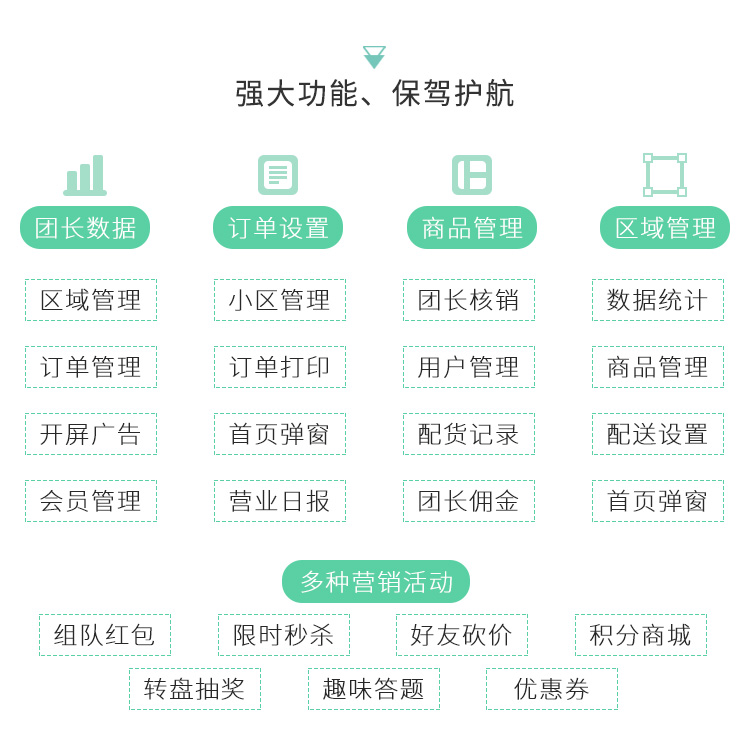 强大功能、保驾护航
团长数据 订单设置 商品管理 区域管理
区域管理 小区管理 团长核销 数据统计
订单管理 订单打印 用户管理 商品管理
开屏广告 首页弹窗 配货记录 配送设置
会员管理 营业日报 团长佣金 首页弹窗
多种营销活动
组队红包 限时秒杀 好友砍价 积分商城
转盘抽奖 趣味答题 优惠券